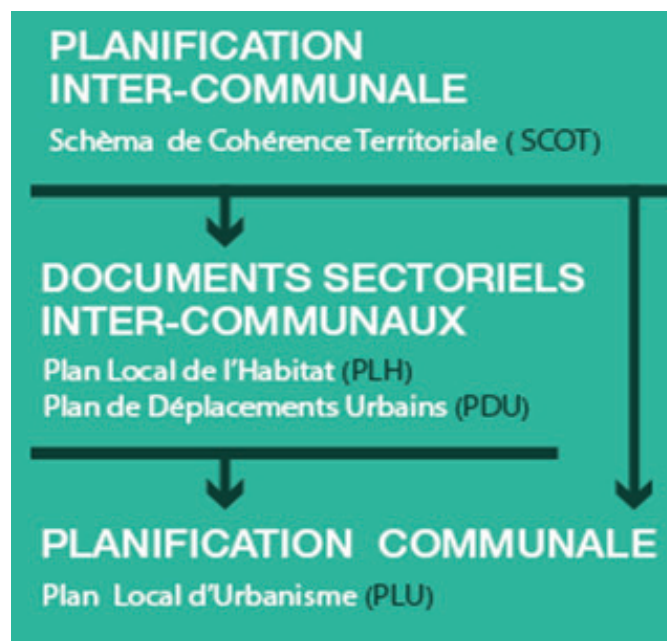 PLANIFICATION
INTER-COMMUNALE
Schèma de Cohérence Territoriale ( SCOT)
DOCUMENTS SECTORIELS
INTER-COMMUNAUX
Plan Local de l'Habitat (PLH)
Plan de Déplacements Urbains (PDU)
PLANIFICATION COMMUNALE
Plan Local d'Urbanisme (PLU)